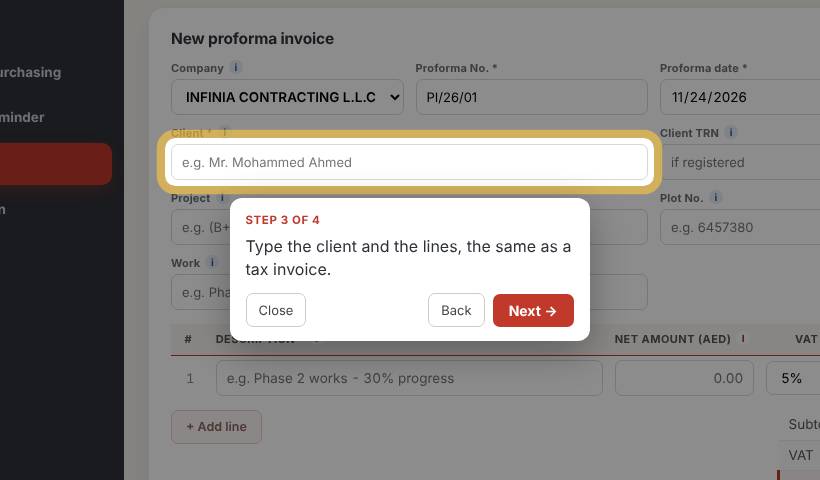 New proforma invoice
Company i
Proforma No. *
Proforma date *
urchasing
INFINIA CONTRACTING L.L.C
PI/26/01
11/24/2026
minder
Client * i
Client TRN i
e.g. Mr. Mohammed Ahmed
if registered
Project i
Plot No. i
e.g. (B+
e.g. 6457380
STEP 3 OF 4
Type the client and the lines, the same as a
tax invoice.
Work i
e.g. Pha
Close
Back
Next →
# DESCRIPTION
NET AMOUNT (AED) i
VAT
1
e.g. Phase 2 works - 30% progress
0.00
5%
+ Add line
Subt
VAT